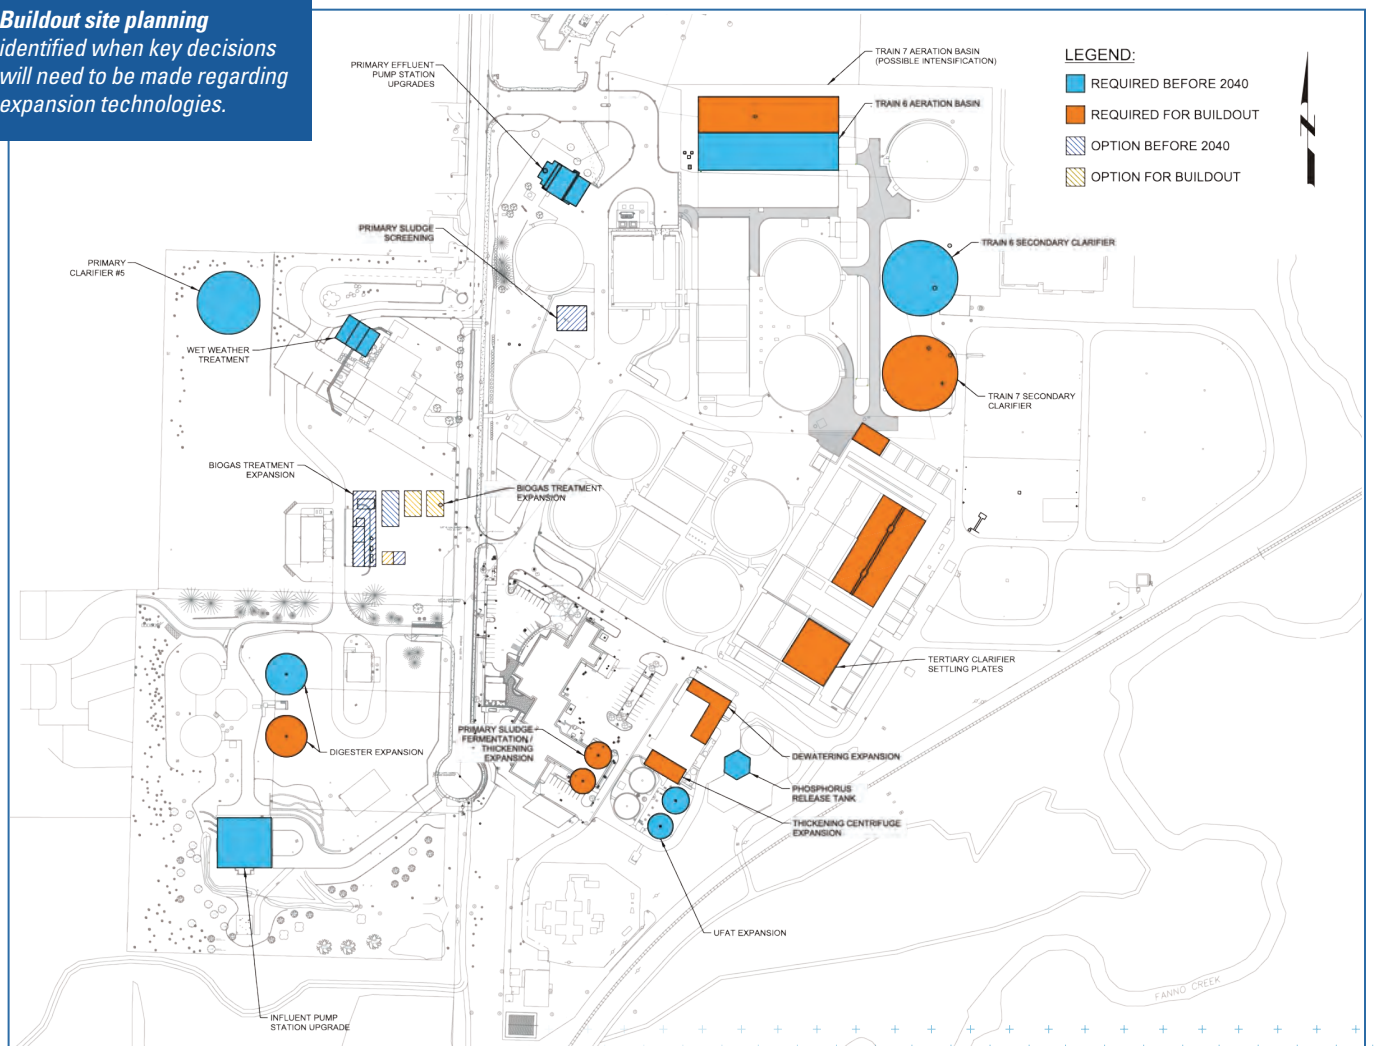 Buildout site planning
identified when key decisions
will need to be made regarding
expansion technologies.
LEGEND:
REQUIRED BEFORE 2040
REQUIRED FOR BUILDOUT
OPTION BEFORE 2040
OPTION FOR BUILDOUT
N
PRIMARY EFFLUENT
PUMP STATION
UPGRADES
TRAIN 7 AERATION BASIN
(POSSIBLE INTENSIFICATION)
TRAIN 6 AERATION BASIN
PRIMARY SLUDGE
SCREENING
TRAIN 6 SECONDARY CLARIFIER
PRIMARY
CLARIFIER #5
WET WEATHER
TREATMENT
TRAIN 7 SECONDARY
CLARIFIER
BIOGAS TREATMENT
EXPANSION
BIOGAS TREATMENT
EXPANSION
TERTIARY CLARIFIER
SETTLING PLATES
DIGESTER EXPANSION
PRIMARY SLUDGE
FERMENTATION /
THICKENING
EXPANSION
DEWATERING EXPANSION
PHOSPHORUS
RELEASE TANK
THICKENING CENTRIFUGE
EXPANSION
UFAT EXPANSION
FANNO CREEK
INFLUENT PUMP
STATION UPGRADE